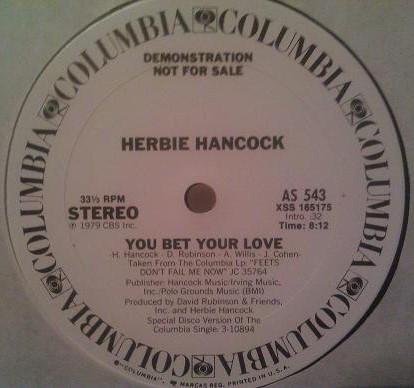 COLUMBIA COLUMBIA COLUMBIA COLUMBIA COLUMBIA COLUMBIA
DEMONSTRATION
NOT FOR SALE
HERBIE HANCOCK
33⅓ RPM
STEREO
℗ 1979 CBS Inc.
AS 543
XSS 165175
Intro. :32
Time: 8:12
YOU BET YOUR LOVE
-H. Hancock - D. Robinson - A. Willis - J. Cohen-
Taken From The Columbia Lp: "FEETS
DON'T FAIL ME NOW" JC 35764
Publisher: Hancock Music/Irving Music,
Inc./Polo Grounds Music (BMI)
Produced by David Robinson & Friends,
Inc. and Herbie Hancock.
Special Disco Version Of The
Columbia Single: 3-10894
®"COLUMBIA", MARCAS REG. PRINTED IN U.S.A.